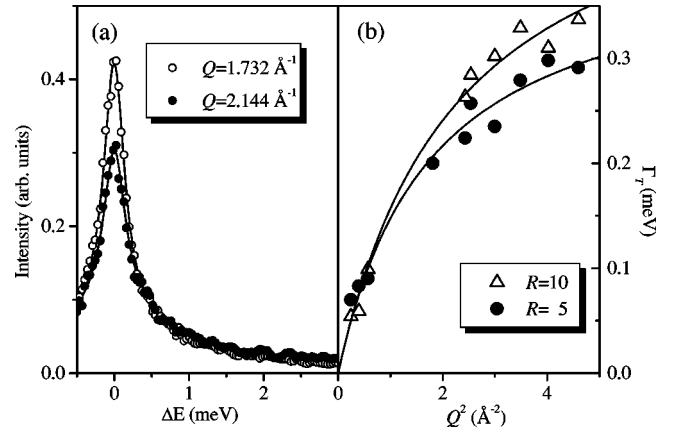 (a)
Q=1.732 Å-1
Q=2.144 Å-1
0.4
0.2
0.0
Intensity (arb. units)
0
1
2
ΔE (meV)
(b)
0.3
0.2
0.1
0.0
ΓT (meV)
R=10
R= 5
0
2
4
Q2 (Å-2)